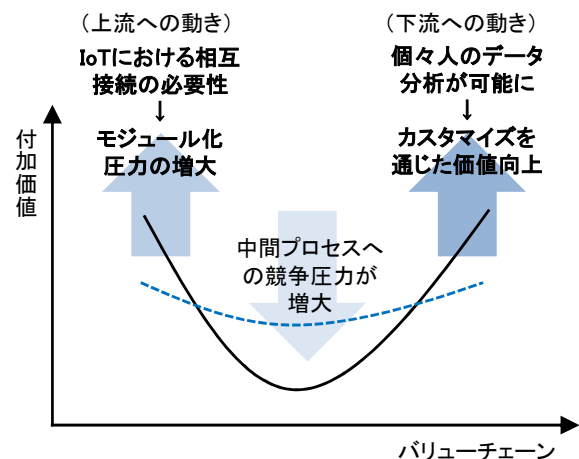 （上流への動き）
IoTにおける相互
接続の必要性
↓
モジュール化
圧力の増大
（下流への動き）
個々人のデータ
分析が可能に
↓
カスタマイズを
通じた価値向上
付加価値
中間プロセスへ
の競争圧力が
増大
バリューチェーン